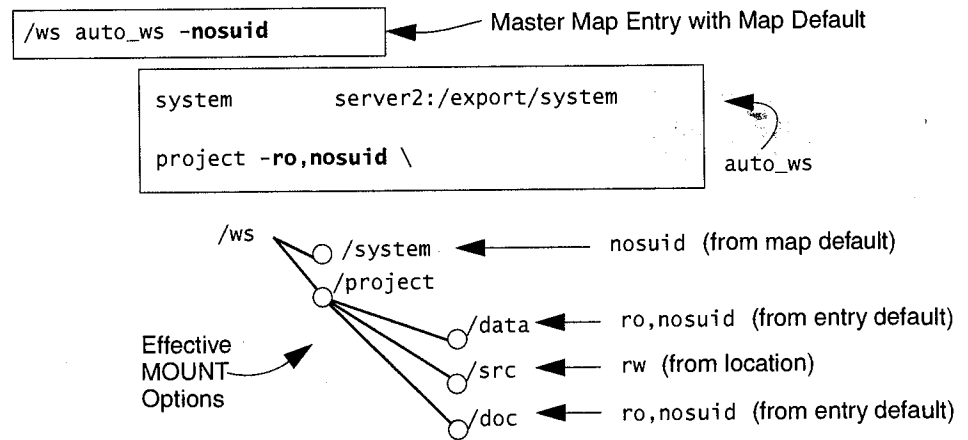 /ws auto_ws -nosuid
Master Map Entry with Map Default
system server2:/export/system
project -ro,nosuid \
auto_ws
/ws
/system nosuid (from map default)
/project
/data ro,nosuid (from entry default)
Effective
MOUNT
Options
/src rw (from location)
/doc ro,nosuid (from entry default)